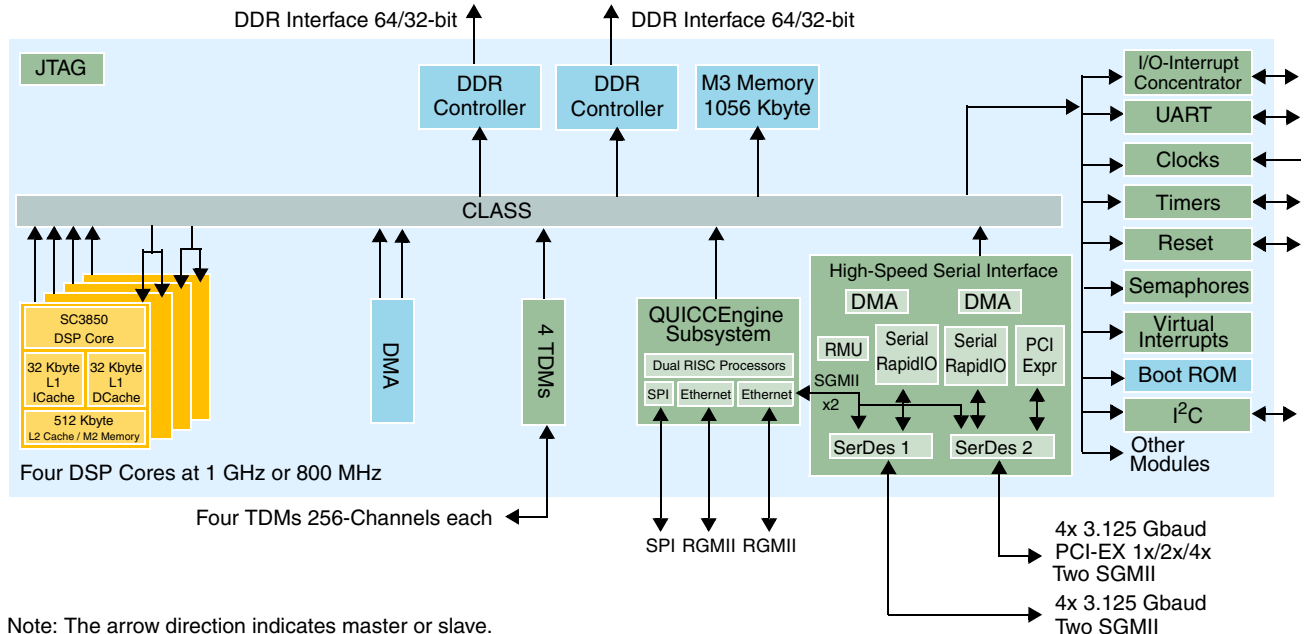 DDR Interface 64/32-bit
DDR Interface 64/32-bit
JTAG
DDR
Controller
DDR
Controller
M3 Memory
1056 Kbyte
I/O-Interrupt
Concentrator
UART
Clocks
Timers
Reset
Semaphores
Virtual
Interrupts
Boot ROM
I²C
Other
Modules
CLASS
SC3850
DSP Core
32 Kbyte
L1
ICache
32 Kbyte
L1
DCache
512 Kbyte
L2 Cache / M2 Memory
Four DSP Cores at 1 GHz or 800 MHz
DMA
4 TDMs
Four TDMs 256-Channels each
QUICCEngine
Subsystem
Dual RISC Processors
SPI
Ethernet
Ethernet
SPI
RGMII
RGMII
High-Speed Serial Interface
DMA
DMA
RMU
Serial
RapidIO
Serial
RapidIO
PCI
Expr
SGMII
x2
SerDes 1
SerDes 2
4x 3.125 Gbaud
PCI-EX 1x/2x/4x
Two SGMII
4x 3.125 Gbaud
Two SGMII
Note: The arrow direction indicates master or slave.